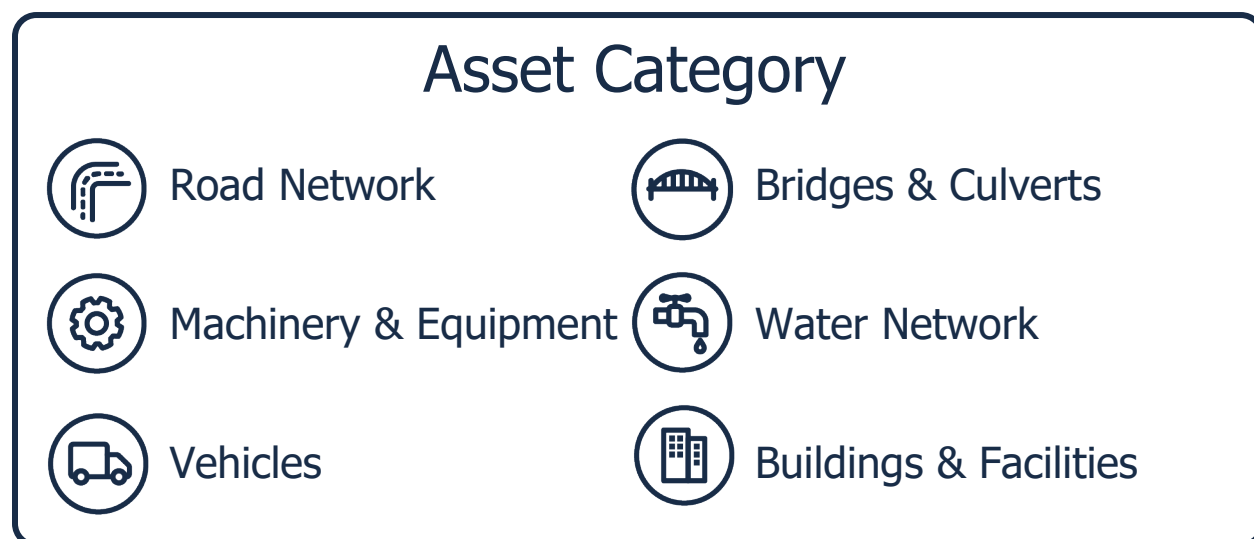 Asset Category
Road Network
Bridges & Culverts
Machinery & Equipment
Water Network
Vehicles
Buildings & Facilities